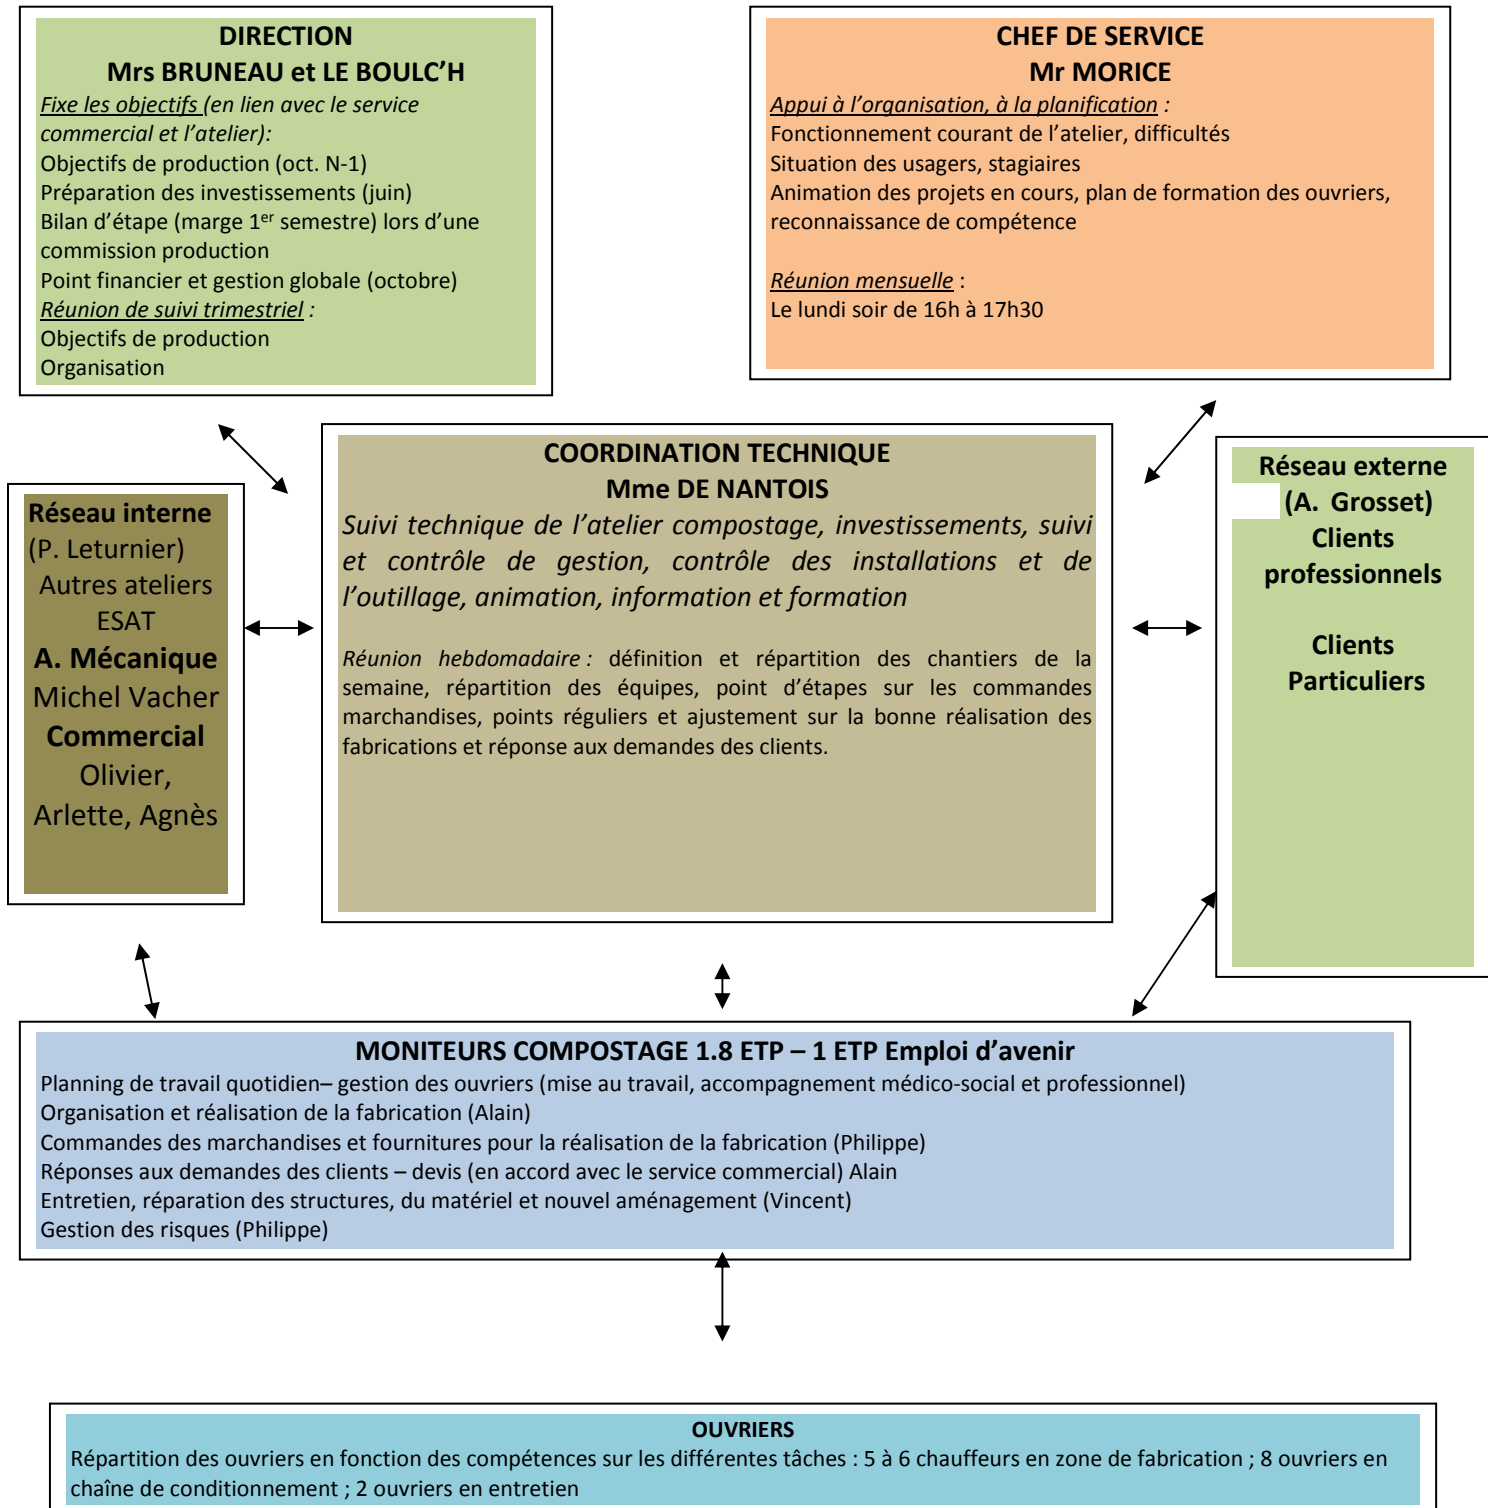 DIRECTION
Mrs BRUNEAU et LE BOULC’H
Fixe les objectifs (en lien avec le service
commercial et l’atelier):
Objectifs de production (oct. N-1)
Préparation des investissements (juin)
Bilan d’étape (marge 1er semestre) lors d’une
commission production
Point financier et gestion globale (octobre)
Réunion de suivi trimestriel :
Objectifs de production
Organisation
CHEF DE SERVICE
Mr MORICE
Appui à l’organisation, à la planification :
Fonctionnement courant de l’atelier, difficultés
Situation des usagers, stagiaires
Animation des projets en cours, plan de formation des ouvriers,
reconnaissance de compétence
Réunion mensuelle :
Le lundi soir de 16h à 17h30
Réseau interne
(P. Leturnier)
Autres ateliers
ESAT
A. Mécanique
Michel Vacher
Commercial
Olivier,
Arlette, Agnès
COORDINATION TECHNIQUE
Mme DE NANTOIS
Suivi technique de l’atelier compostage, investissements, suivi
et contrôle de gestion, contrôle des installations et de
l’outillage, animation, information et formation
Réunion hebdomadaire : définition et répartition des chantiers de la
semaine, répartition des équipes, point d’étapes sur les commandes
marchandises, points réguliers et ajustement sur la bonne réalisation des
fabrications et réponse aux demandes des clients.
Réseau externe
(A. Grosset)
Clients
professionnels
Clients
Particuliers
MONITEURS COMPOSTAGE 1.8 ETP – 1 ETP Emploi d’avenir
Planning de travail quotidien– gestion des ouvriers (mise au travail, accompagnement médico-social et professionnel)
Organisation et réalisation de la fabrication (Alain)
Commandes des marchandises et fournitures pour la réalisation de la fabrication (Philippe)
Réponses aux demandes des clients – devis (en accord avec le service commercial) Alain
Entretien, réparation des structures, du matériel et nouvel aménagement (Vincent)
Gestion des risques (Philippe)
OUVRIERS
Répartition des ouvriers en fonction des compétences sur les différentes tâches : 5 à 6 chauffeurs en zone de fabrication ; 8 ouvriers en
chaîne de conditionnement ; 2 ouvriers en entretien